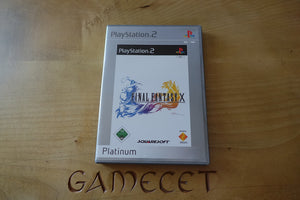 PlayStation.2
PlayStation.2
FINAL FANTASY X
SQUARESOFT
Platinum
GAMECET